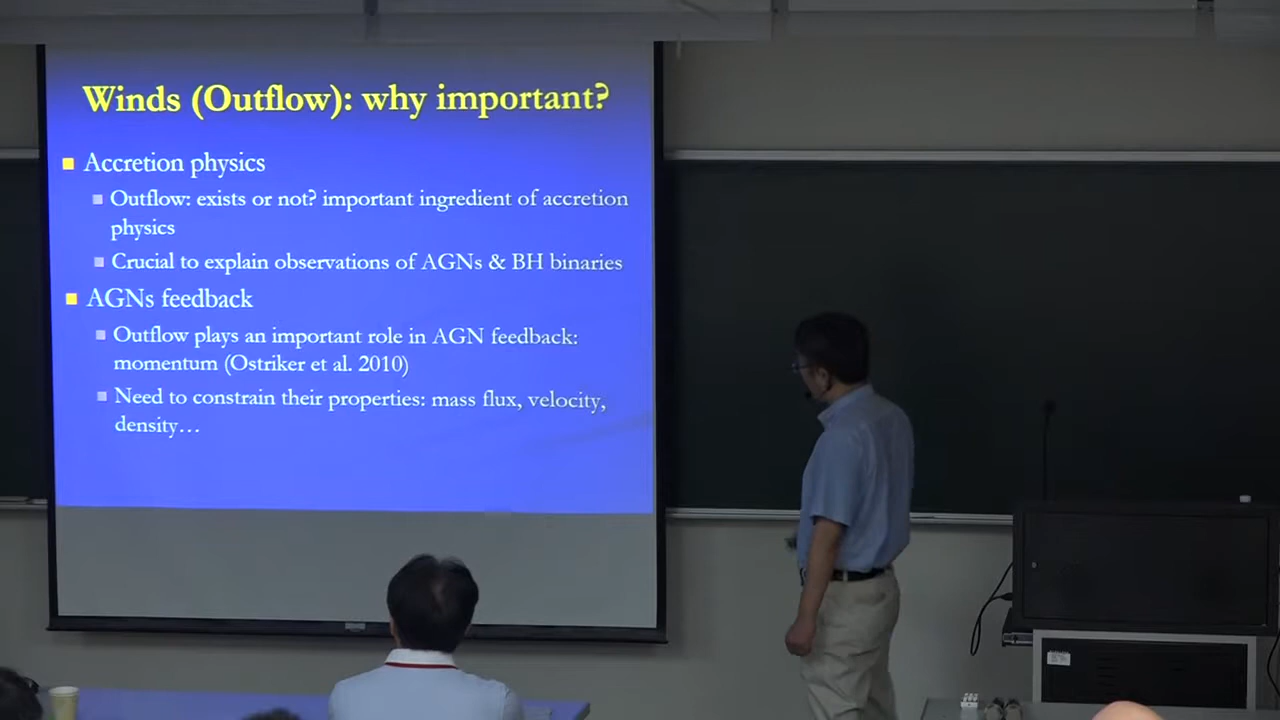 Winds (Outflow): why important?
Accretion physics
Outflow: exists or not? important ingredient of accretion
physics
Crucial to explain observations of AGNs & BH binaries
AGNs feedback
Outflow plays an important role in AGN feedback:
momentum (Ostriker et al. 2010)
Need to constrain their properties: mass flux, velocity,
density…